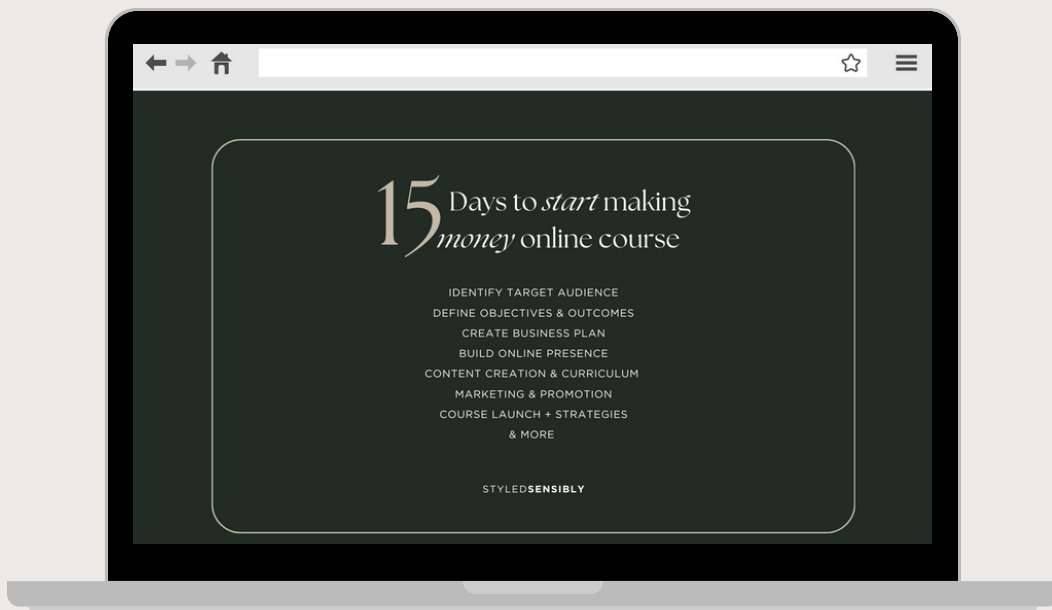 15 Days to start making
money online course
IDENTIFY TARGET AUDIENCE
DEFINE OBJECTIVES & OUTCOMES
CREATE BUSINESS PLAN
BUILD ONLINE PRESENCE
CONTENT CREATION & CURRICULUM
MARKETING & PROMOTION
COURSE LAUNCH + STRATEGIES
& MORE
STYLEDSENSIBLY